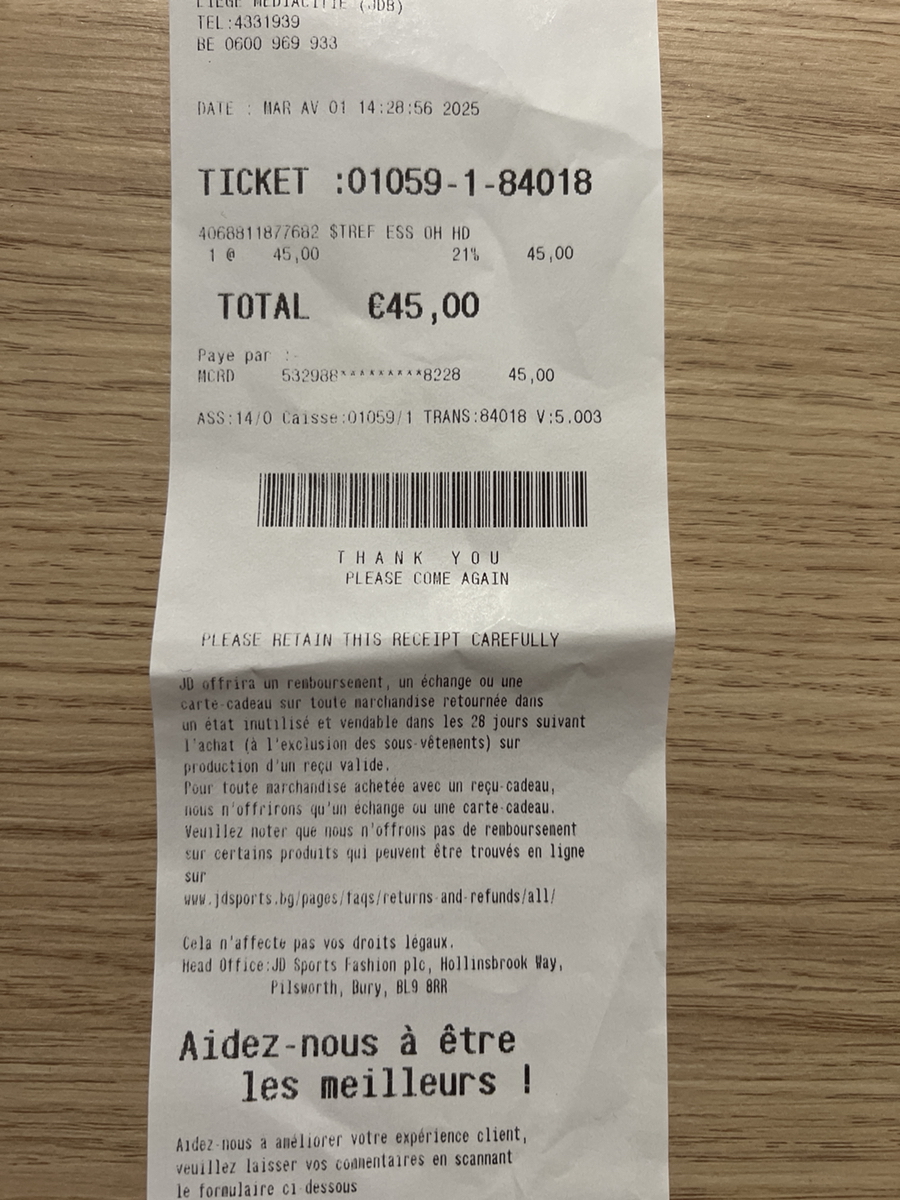 LIEGE MEDIACITIE (JDB)
TEL:4331939
BE 0600 969 933
DATE : MAR AV 01 14:28:56 2025
TICKET :01059-1-84018
4068811877682 $TREF ESS OH HD
1 @ 45,00 21% 45,00
TOTAL €45,00
Paye par :-
MCRD 532988*********8228 45,00
ASS:14/0 Caisse:01059/1 TRANS:84018 V:5.003
THANK YOU
PLEASE COME AGAIN
PLEASE RETAIN THIS RECEIPT CAREFULLY
JD offrira un remboursement, un échange ou une
carte-cadeau sur toute marchandise retournée dans
un état inutilisé et vendable dans les 28 jours suivant
l'achat (à l'exclusion des sous-vêtements) sur
production d'un reçu valide.
Pour toute marchandise achetée avec un reçu-cadeau,
nous n'offrirons qu'un échange ou une carte-cadeau.
Veuillez noter que nous n'offrons pas de remboursement
sur certains produits qui peuvent être trouvés en ligne
sur
www.jdsports.bg/pages/faqs/returns-and-refunds/all/
Cela n'affecte pas vos droits légaux.
Head Office:JD Sports Fashion plc, Hollinsbrook Way,
Pilsworth, Bury, BL9 8RR
Aidez-nous à être
les meilleurs !
Aidez-nous à améliorer votre expérience client,
veuillez laisser vos commentaires en scannant
le formulaire ci-dessous